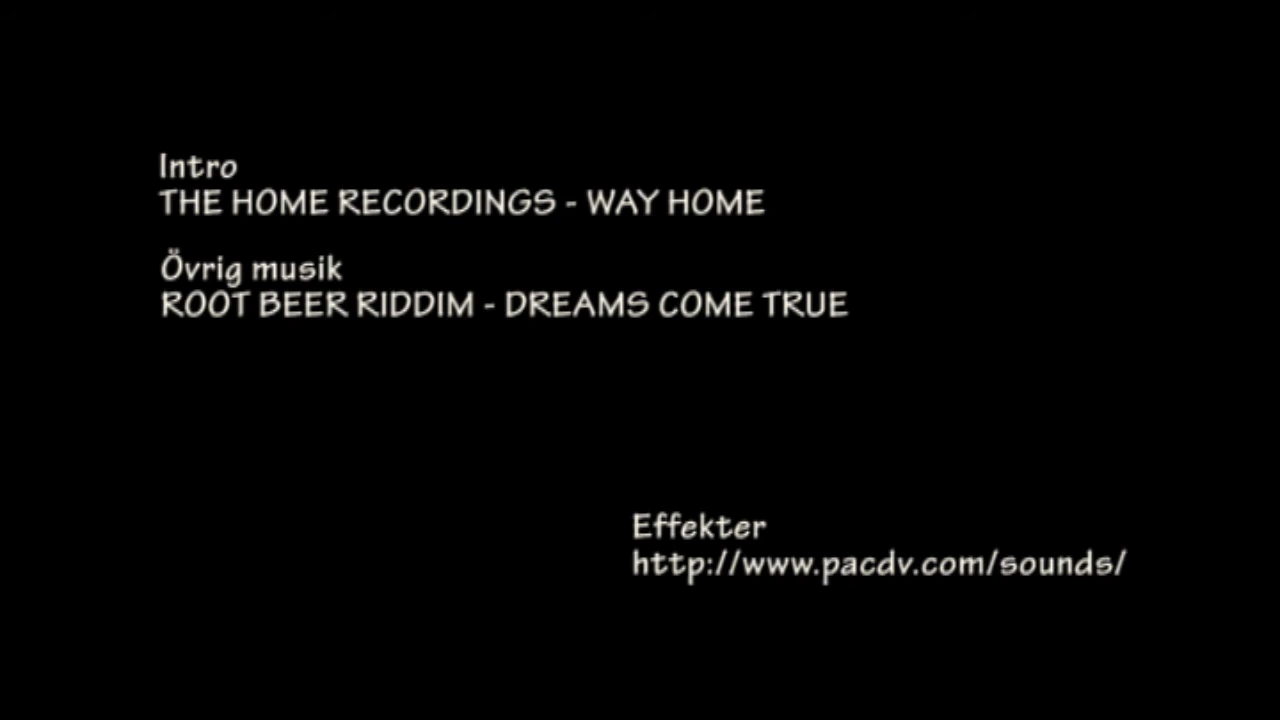 Intro
THE HOME RECORDINGS - WAY HOME
Övrig musik
ROOT BEER RIDDIM - DREAMS COME TRUE
Effekter
http://www.pacdv.com/sounds/